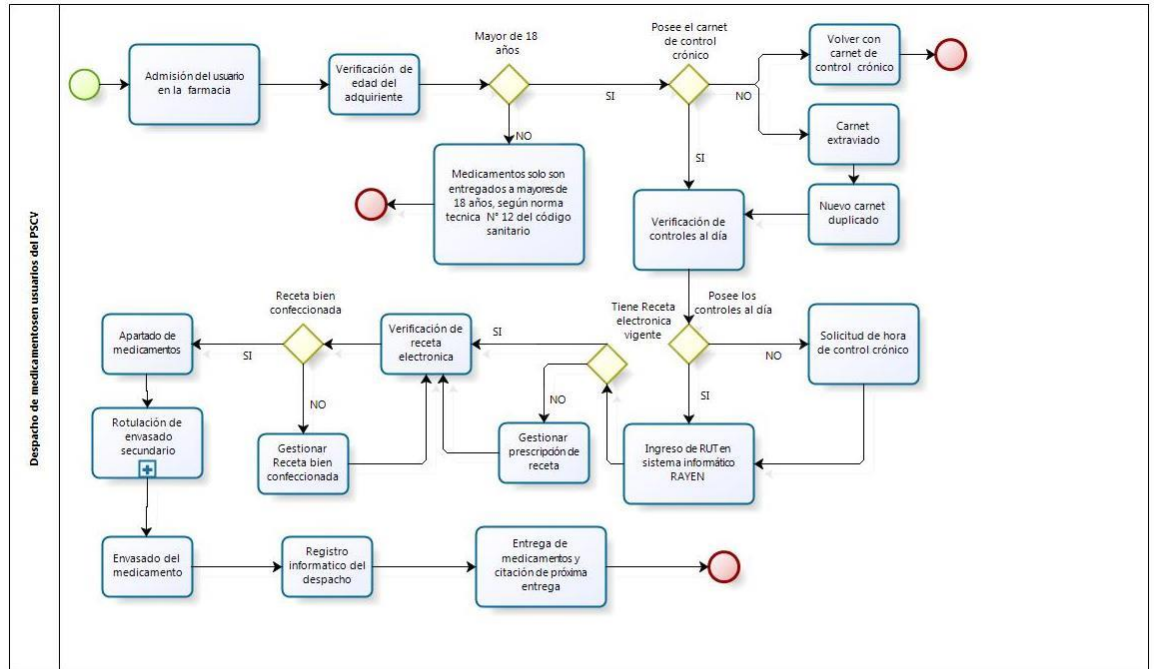 Despacho de medicamentosen usuarios del PSCV
Admisión del usuario
en la farmacia
Verificación de
edad del
adquiriente
Mayor de 18
años
SI
NO
Medicamentos solo son
entregados a mayores de
18 años, según norma
tecnica N° 12 del código
sanitario
Posee el carnet
de control
crónico
NO
SI
Volver con
carnet de
control crónico
Carnet
extraviado
Nuevo carnet
duplicado
Verificación de
controles al día
Posee los
controles al día
NO
SI
Solicitud de hora
de control crónico
Ingreso de RUT en
sistema informático
RAYEN
Tiene Receta
electronica
vigente
SI
NO
Gestionar
prescripción de
receta
Verificación de
receta
electronica
Receta bien
confeccionada
SI
NO
Gestionar
Receta bien
confeccionada
Apartado de
medicamentos
Rotulación de
envasado
secundario
Envasado del
medicamento
Registro
informatico del
despacho
Entrega de
medicamentos y
citación de próxima
entrega